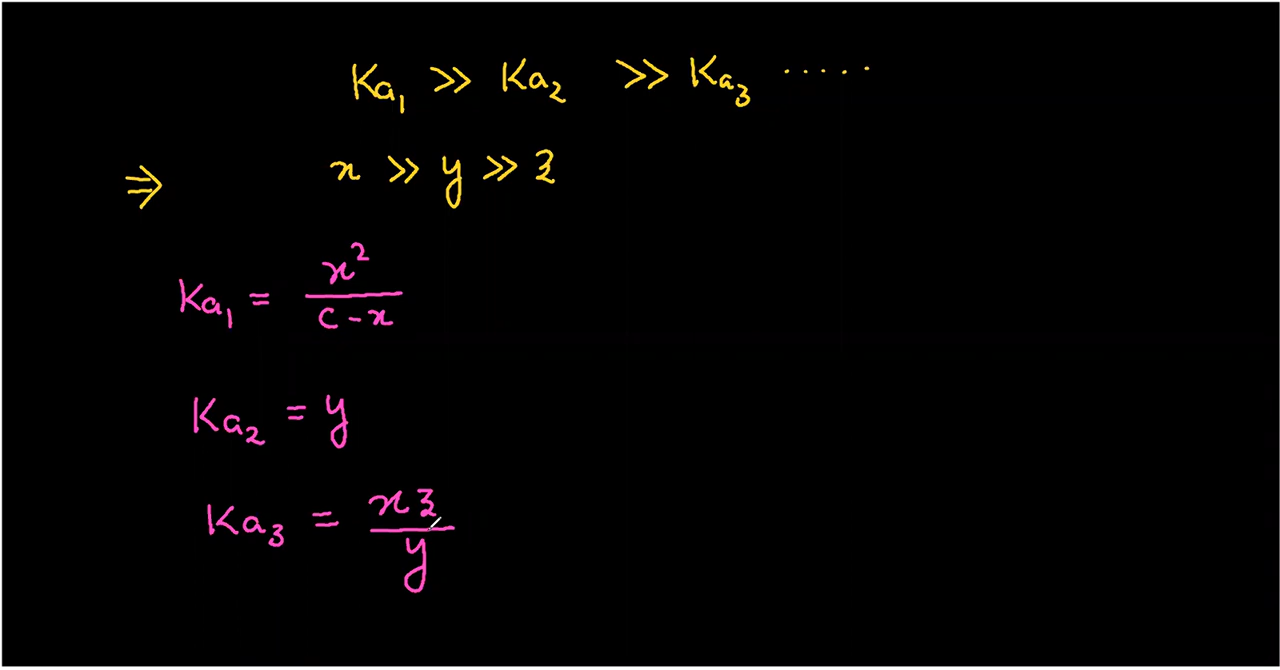 Ka₁ >> Ka₂ >> Ka₃ ......
⇒ x >> y >> z
Ka₁ = x² / (c - x)
Ka₂ = y
Ka₃ = xz / y